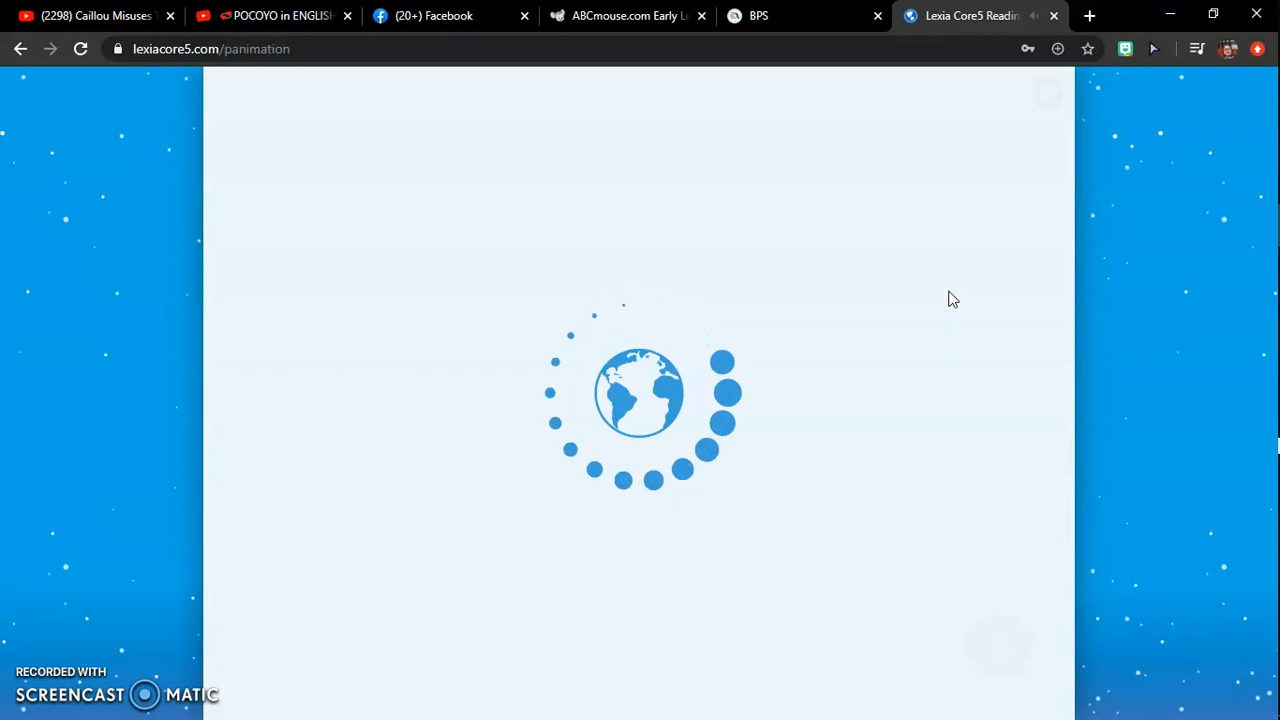 (2298) Caillou Misuses T
POCOYO in ENGLISH
(20+) Facebook
ABCmouse.com Early Le
BPS
Lexia Core5 Readin
lexiacore5.com/panimation
RECORDED WITH
SCREENCAST MATIC